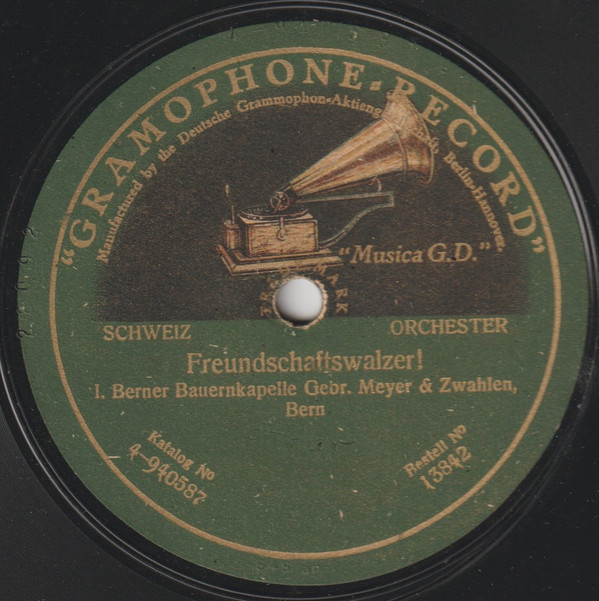 "GRAMOPHONE-RECORD"
Manufactured by the Deutsche Grammophon-Aktieng Berlin-Hannover.
"Musica G.D."
TRADE MARK
SCHWEIZ ORCHESTER
Freundschaftswalzer!
I. Berner Bauernkapelle Gebr. Meyer & Zwahlen,
Bern
Katalog No
4-940587
Bestell No
13842